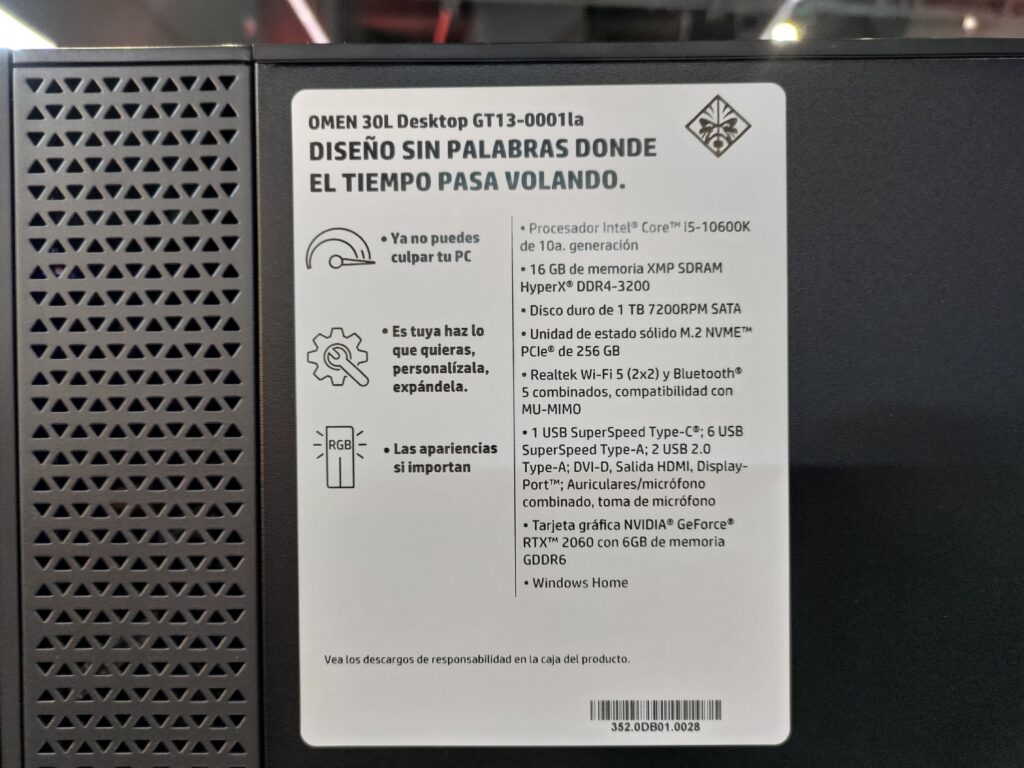 OMEN 30L Desktop GT13-0001la
DISEÑO SIN PALABRAS DONDE
EL TIEMPO PASA VOLANDO.
• Ya no puedes
culpar tu PC
• Es tuya haz lo
que quieras,
personalízala,
expándela.
RGB
• Las apariencias
si importan
• Procesador Intel® Core™ i5-10600K
de 10a. generación
• 16 GB de memoria XMP SDRAM
HyperX® DDR4-3200
• Disco duro de 1 TB 7200RPM SATA
• Unidad de estado sólido M.2 NVME™
PCIe® de 256 GB
• Realtek Wi-Fi 5 (2x2) y Bluetooth®
5 combinados, compatibilidad con
MU-MIMO
• 1 USB SuperSpeed Type-C®; 6 USB
SuperSpeed Type-A; 2 USB 2.0
Type-A; DVI-D, Salida HDMI, Display-
Port™; Auriculares/micrófono
combinado, toma de micrófono
• Tarjeta gráfica NVIDIA® GeForce®
RTX™ 2060 con 6GB de memoria
GDDR6
• Windows Home
Vea los descargos de responsabilidad en la caja del producto.
352.0DB01.0028